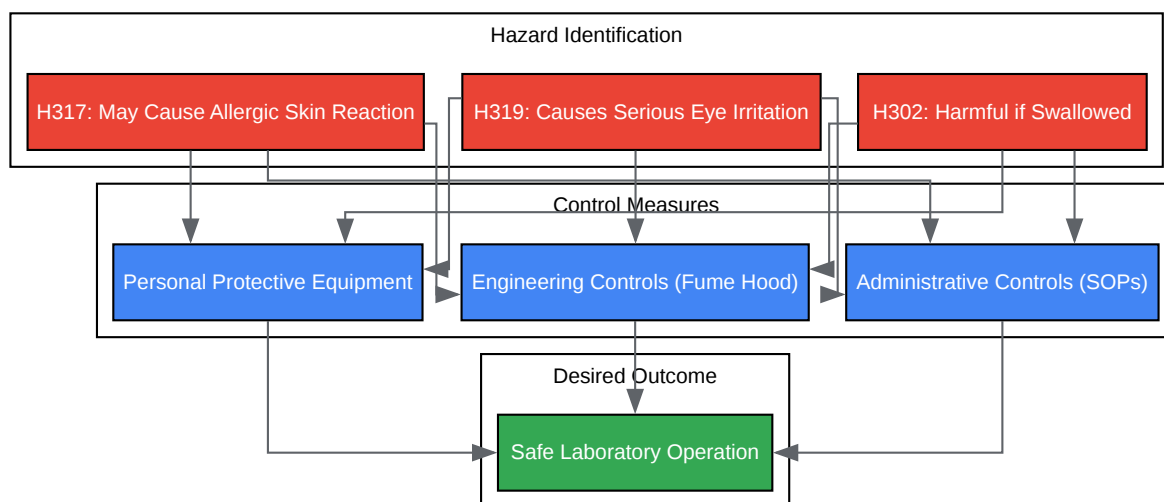 Hazard Identification
H317: May Cause Allergic Skin Reaction
H319: Causes Serious Eye Irritation
H302: Harmful if Swallowed
Control Measures
Personal Protective Equipment
Engineering Controls (Fume Hood)
Administrative Controls (SOPs)
Desired Outcome
Safe Laboratory Operation